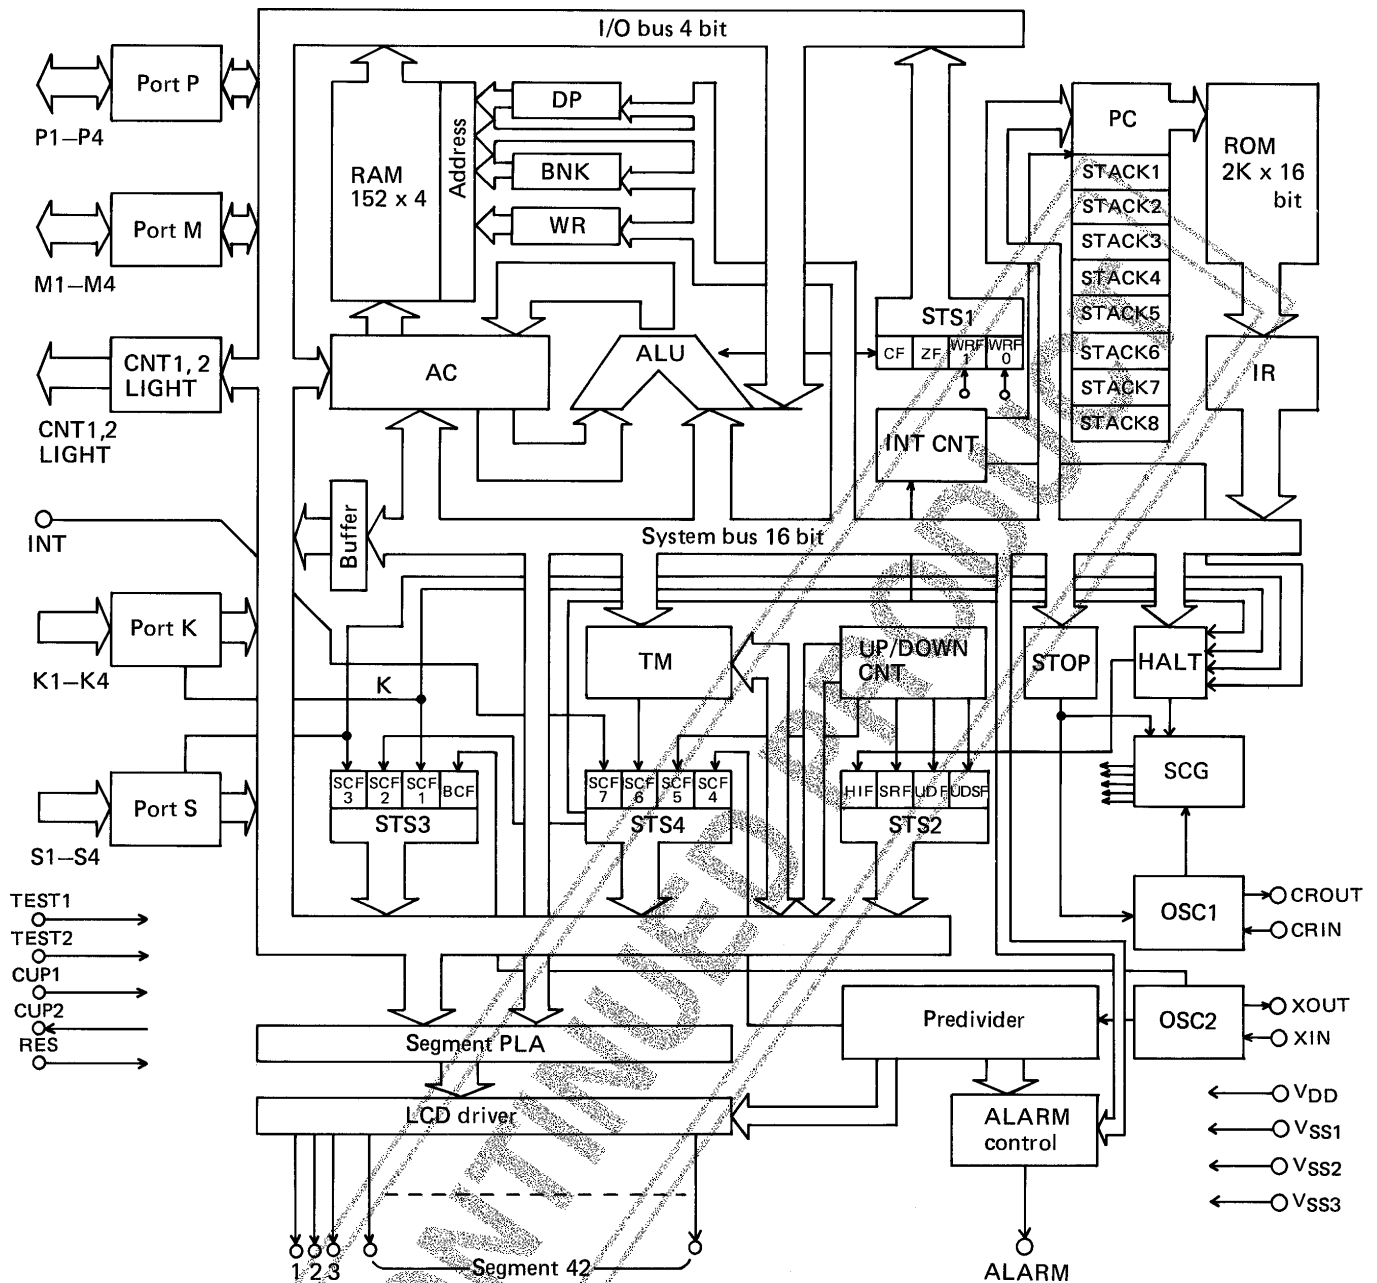 I/O bus 4 bit
Port P
P1–P4
Port M
M1–M4
CNT1, 2
LIGHT
CNT1,2
LIGHT
INT
Port K
K1–K4
Port S
S1–S4
TEST1
TEST2
CUP1
CUP2
RES
RAM
152 x 4
Address
DP
BNK
WR
AC
ALU
STS1
CF
ZF
WRF
1
WRF
0
INT CNT
PC
STACK1
STACK2
STACK3
STACK4
STACK5
STACK6
STACK7
STACK8
ROM
2K x 16
bit
IR
Buffer
System bus 16 bit
TM
UP/DOWN
CNT
STOP
HALT
K
SCF
3
SCF
2
SCF
1
BCF
STS3
SCF
7
SCF
6
SCF
5
SCF
4
STS4
HIF
SRF
UDF
UDSF
STS2
SCG
OSC1
CROUT
CRIN
OSC2
XOUT
XIN
Predivider
Segment PLA
LCD driver
ALARM
control
VDD
VSS1
VSS2
VSS3
1 2 3
Segment 42
ALARM
ONTINUED PRODUCT